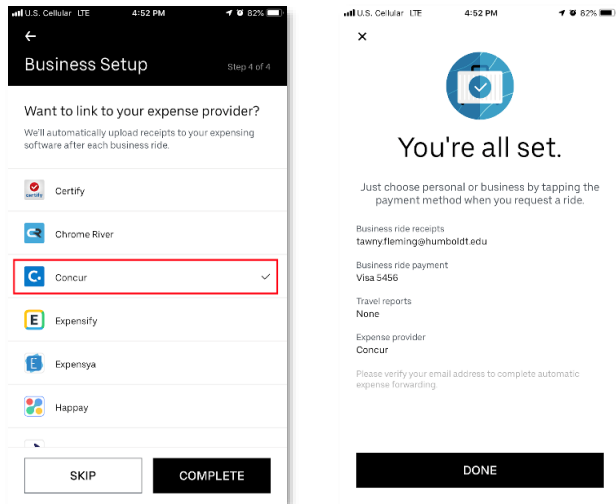 U.S. Cellular LTE 4:52 PM 82%
Business Setup
Step 4 of 4
Want to link to your expense provider?
We'll automatically upload receipts to your expensing
software after each business ride.
certify
Certify
CR
Chrome River
C.
Concur
E
Expensify
E
Expensya
Happay
SKIP
COMPLETE
U.S. Cellular LTE 4:52 PM 82%
You're all set.
Just choose personal or business by tapping the
payment method when you request a ride.
Business ride receipts
tawny.fleming@humboldt.edu
Business ride payment
Visa 5456
Travel reports
None
Expense provider
Concur
Please verify your email address to complete automatic
expense forwarding.
DONE